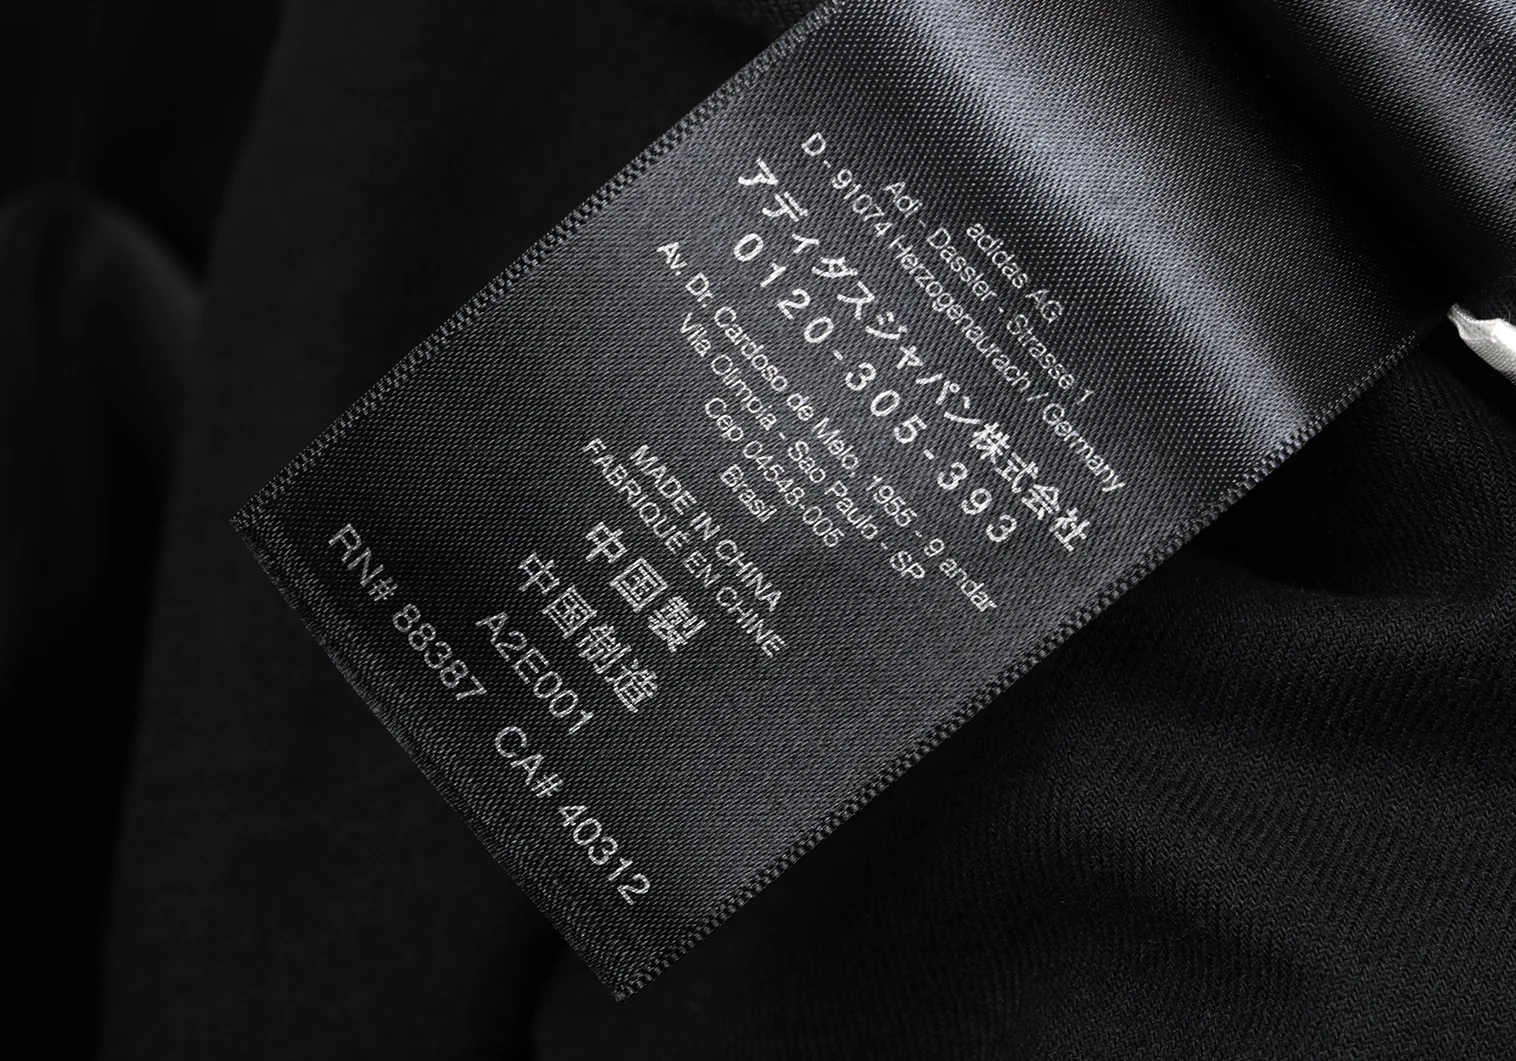 adidas AG
Adi - Dassler - Strasse 1
D - 91074 Herzogenaurach / Germany
アディダスジャパン株式会社
0120-305-393
Av. Dr. Cardoso de Melo, 1955 - 9 andar
Vila Olimpia - Sao Paulo - SP
Cep 04548-005
Brasil
MADE IN CHINA
FABRIQUÉ EN CHINE
中国製
中国制造
A2E001
RN# 88387 CA# 40312